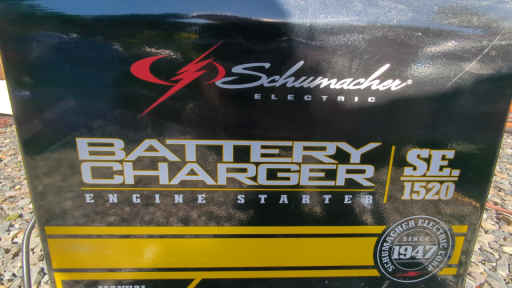 Schumacher
ELECTRIC
BATTERY
CHARGER
ENGINE STARTER
SE.
1520
SCHUMACHER ELECTRIC CORP.
SINCE
1947